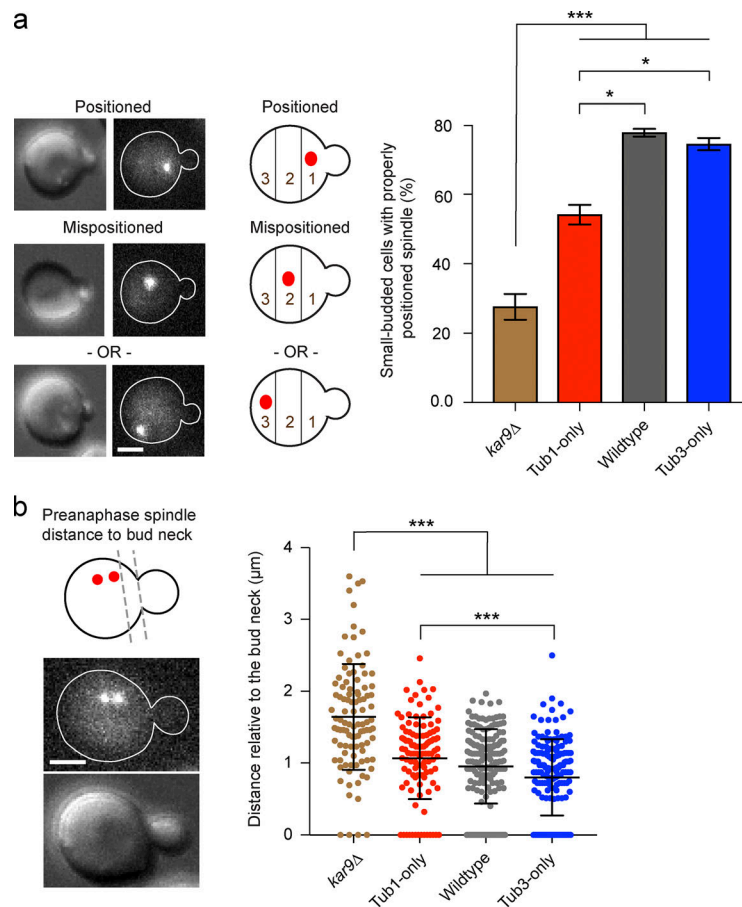 a
Positioned
Positioned
3 2 1
Mispositioned
Mispositioned
3 2 1
- OR -
- OR -
3 2 1
Small-budded cells with properly
positioned spindle (%)
***
*
*
80
60
40
20
0.0
kar9Δ
Tub1-only
Wildtype
Tub3-only
b
Preanaphase spindle
distance to bud neck
Distance relative to the bud neck (µm)
***
***
4
3
2
1
0
kar9Δ
Tub1-only
Wildtype
Tub3-only